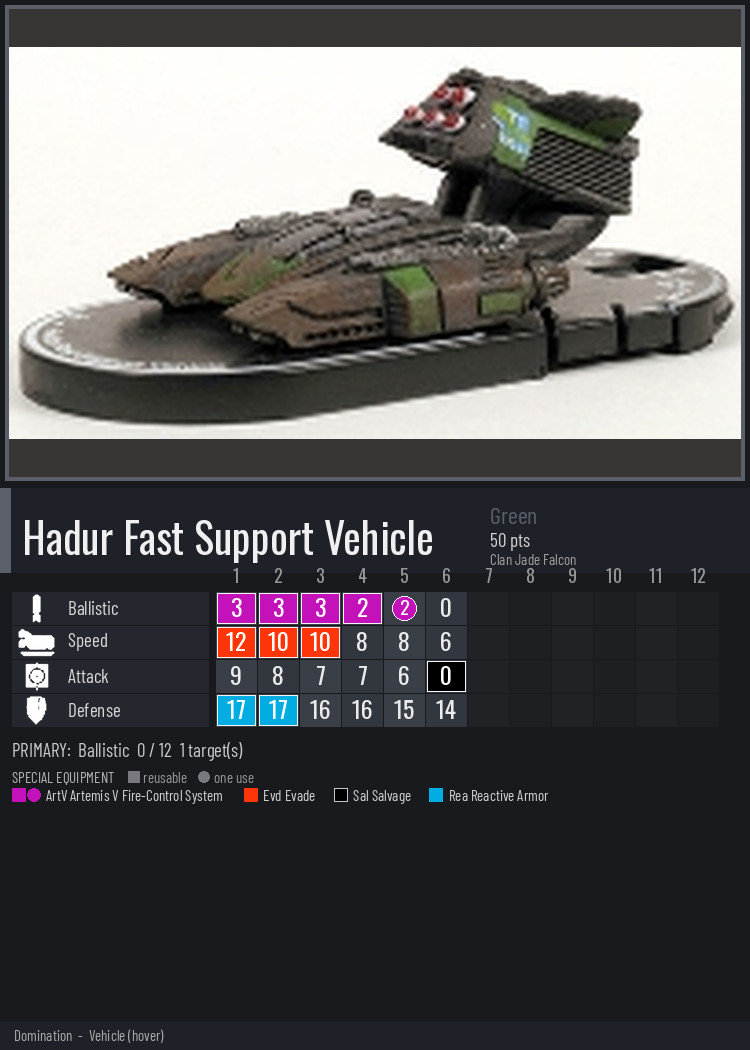 Hadur Fast Support Vehicle
Green
50 pts
Clan Jade Falcon
1 2 3 4 5 6 7 8 9 10 11 12
Ballistic 3 3 3 2 2 0
Speed 12 10 10 8 8 6
Attack 9 8 7 7 6 0
Defense 17 17 16 16 15 14
PRIMARY: Ballistic 0 / 12 1 target(s)
SPECIAL EQUIPMENT reusable one use
ArtV Artemis V Fire-Control System Evd Evade Sal Salvage Rea Reactive Armor
Domination - Vehicle (hover)